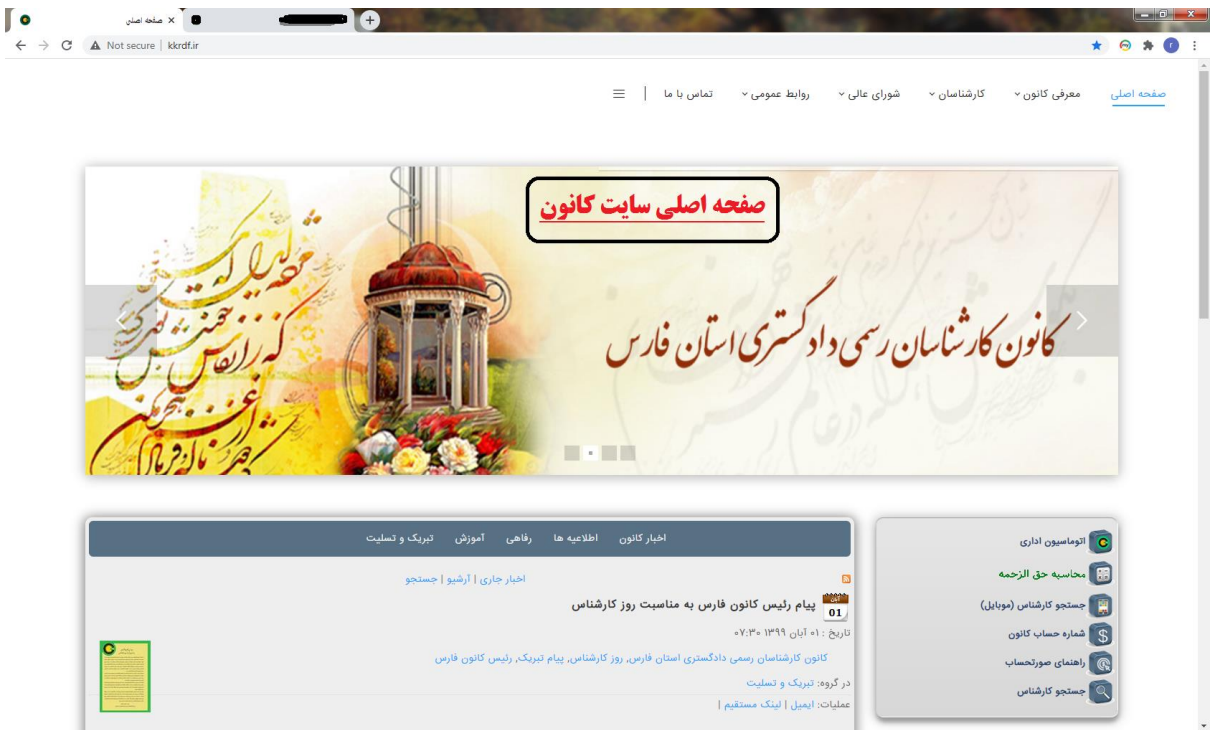 صفحه اصلی
Not secure | kkrdf.ir
صفحه اصلی معرفی کانون کارشناسان شورای عالی روابط عمومی تماس با ما
صفحه اصلی سایت کانون
کانون کارشناسان رسمی دادگستری استان فارس
اتوماسیون اداری
محاسبه حق الزحمه
جستجو کارشناس (موبایل)
شماره حساب کانون
راهنمای صورتحساب
جستجو کارشناس
اخبار کانون اطلاعیه ها رفاهی آموزش تبریک و تسلیت
اخبار جاری | آرشیو | جستجو
آبان
01
پیام رئیس کانون فارس به مناسبت روز کارشناس
تاریخ : ۰۱ آبان ۱۳۹۹ ۰۷:۳۰
کانون کارشناسان رسمی دادگستری استان فارس, روز کارشناس, پیام تبریک, رئیس کانون فارس
در گروه: تبریک و تسلیت
عملیات: ایمیل | لینک مستقیم |